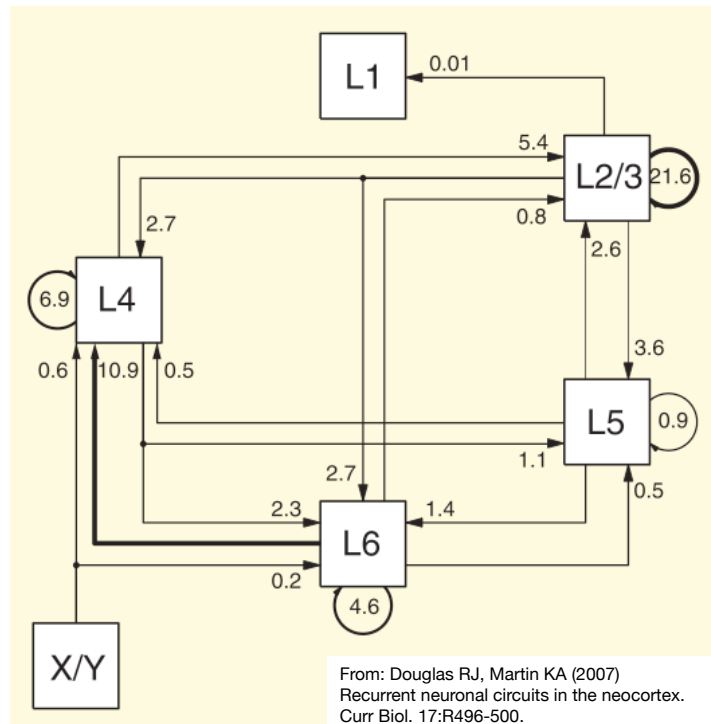 L1
0.01
5.4
L2/3
21.6
2.7
0.8
2.6
6.9
L4
3.6
0.6
10.9
0.5
L5
0.9
1.1
2.7
0.5
2.3
1.4
L6
0.2
4.6
X/Y
From: Douglas RJ, Martin KA (2007)
Recurrent neuronal circuits in the neocortex.
Curr Biol. 17:R496-500.